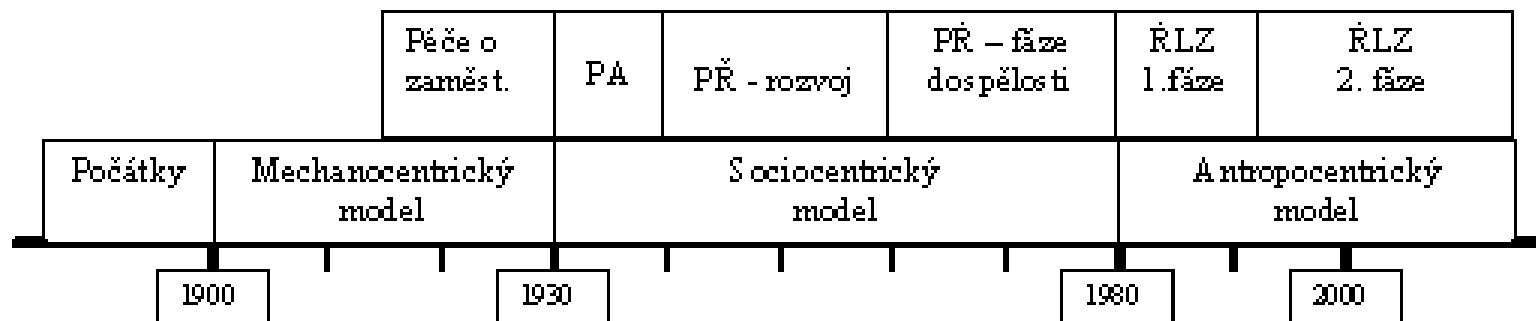 Péče o
zaměst.
PA
PŘ - rozvoj
PŘ – fáze
dospělosti
ŘLZ
1.fáze
ŘLZ
2. fáze
Počátky
Mechanocentrický
model
Sociocentrický
model
Antropocentrický
model
1900
1930
1980
2000